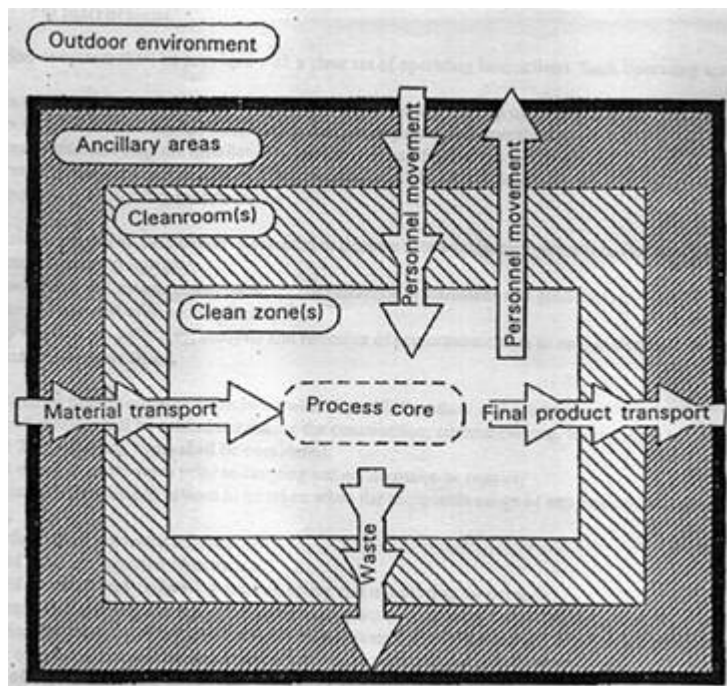 Outdoor environment
Ancillary areas
Cleanroom(s)
Clean zone(s)
Personnel movement
Personnel movement
Material transport
Process core
Final product transport
Waste